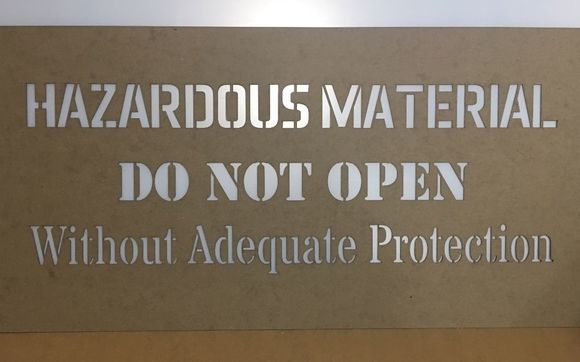 HAZARDOUS MATERIAL
DO NOT OPEN
Without Adequate Protection